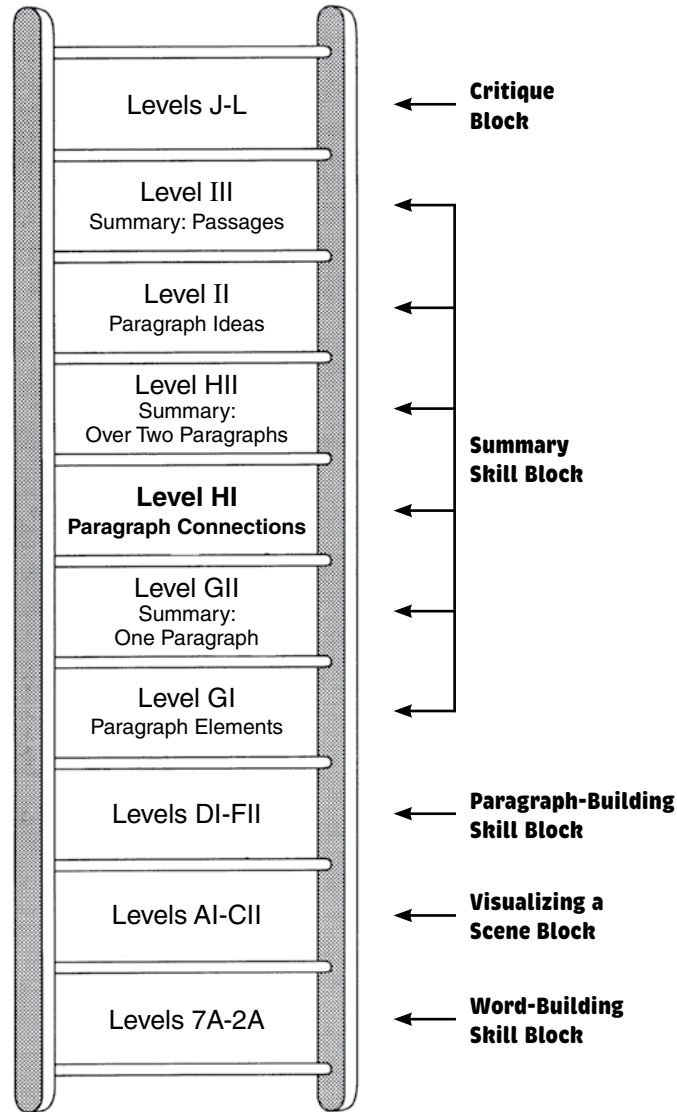 Levels J-L
Critique
Block
Level III
Summary: Passages
Level II
Paragraph Ideas
Level HII
Summary:
Over Two Paragraphs
Summary
Skill Block
Level HI
Paragraph Connections
Level GII
Summary:
One Paragraph
Level GI
Paragraph Elements
Levels DI-FII
Paragraph-Building
Skill Block
Levels AI-CII
Visualizing a
Scene Block
Levels 7A-2A
Word-Building
Skill Block